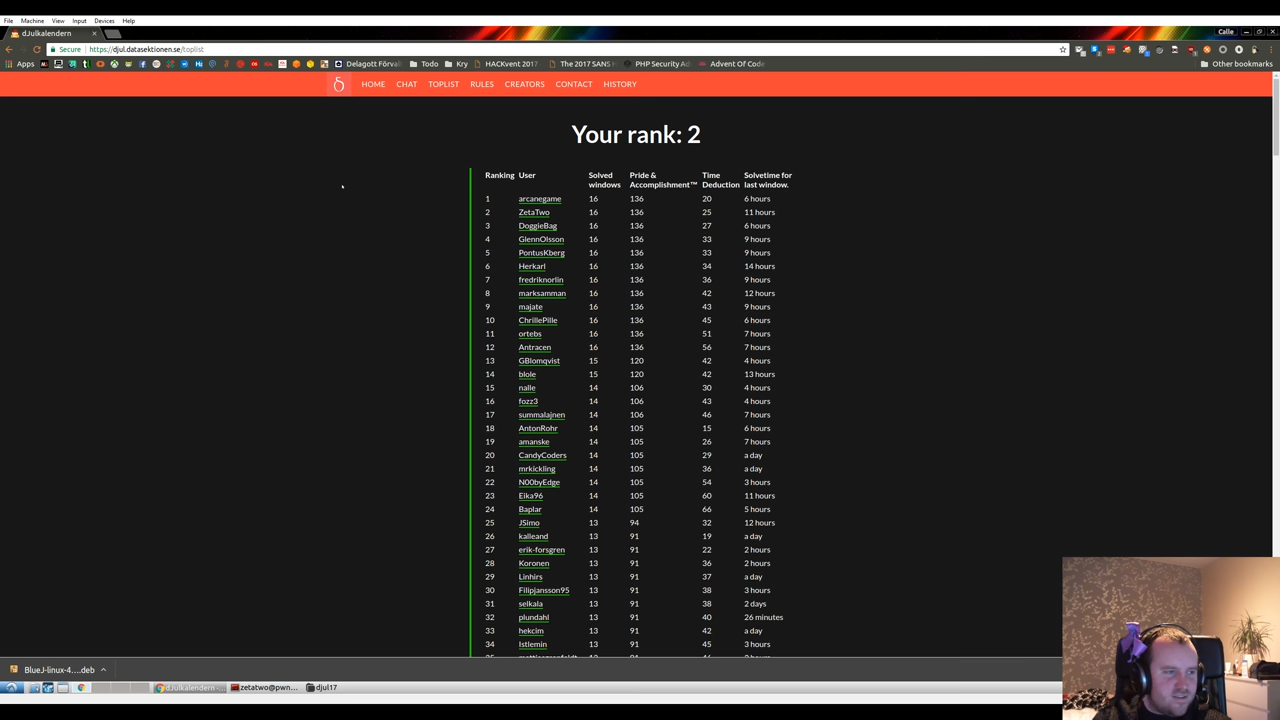 File Machine View Input Devices Help
dJulkalendern
Calle
Secure https://djul.datasektionen.se/toplist
Apps Delagott Förval Todo Kry HACKvent 2017 The 2017 SANS PHP Security Ad Advent Of Code Other bookmarks
HOME CHAT TOPLIST RULES CREATORS CONTACT HISTORY
Your rank: 2
Ranking User Solved windows Pride & Accomplishment™ Time Deduction Solvetime for last window.
1 arcanegame 16 136 20 6 hours
2 ZetaTwo 16 136 25 11 hours
3 DoggieBag 16 136 27 6 hours
4 GlennOlsson 16 136 33 9 hours
5 PontusKberg 16 136 33 9 hours
6 Herkarl 16 136 34 14 hours
7 fredriknorlin 16 136 36 9 hours
8 marksamman 16 136 42 12 hours
9 majate 16 136 43 9 hours
10 ChrillePille 16 136 45 6 hours
11 ortebs 16 136 51 7 hours
12 Antracen 16 136 56 7 hours
13 GBlomqvist 15 120 42 4 hours
14 blole 15 120 42 13 hours
15 nalle 14 106 30 4 hours
16 fozz3 14 106 43 4 hours
17 summalajnen 14 106 46 7 hours
18 AntonRohr 14 105 15 6 hours
19 amanske 14 105 26 7 hours
20 CandyCoders 14 105 29 a day
21 mrkickling 14 105 36 a day
22 N00byEdge 14 105 54 3 hours
23 Eika96 14 105 60 11 hours
24 Baplar 14 105 66 5 hours
25 JSimo 13 94 32 12 hours
26 kalleand 13 91 19 a day
27 erik-forsgren 13 91 22 2 hours
28 Koronen 13 91 36 2 hours
29 Linhirs 13 91 37 a day
30 Filipjansson95 13 91 38 3 hours
31 selkala 13 91 38 2 days
32 plundahl 13 91 40 26 minutes
33 hekcim 13 91 42 a day
34 lstlemin 13 91 45 3 hours
BlueJ-linux-4....deb
dJulkalendern -... zetatwo@pwn... djul17